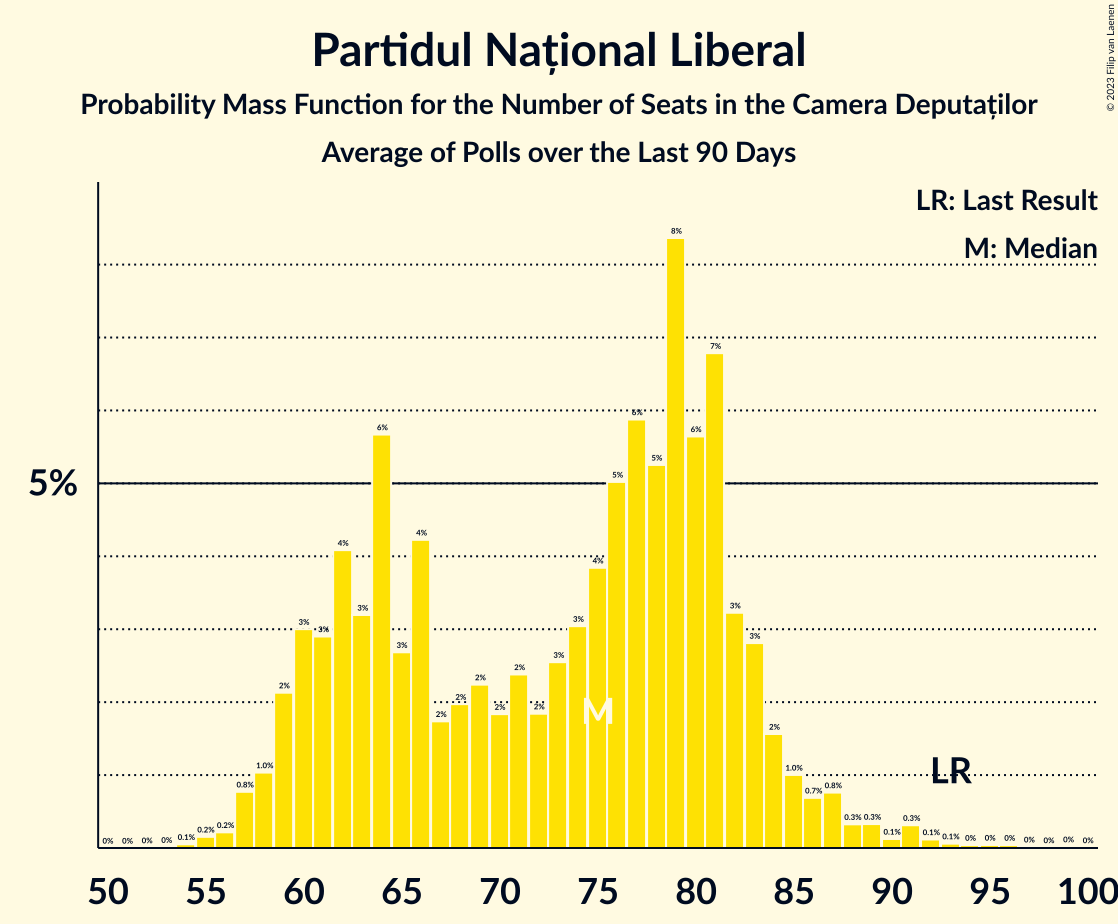 Partidul Național Liberal
Probability Mass Function for the Number of Seats in the Camera Deputaților
Average of Polls over the Last 90 Days
© 2023 Filip van Laenen
LR: Last Result
M: Median
5%
0% 0% 0% 0% 0.1% 0.2% 0.2% 0.8% 1.0% 2% 3% 3% 4% 3% 6% 3% 4% 2% 2% 2% 2% 2% 2% 3% 3% 4% 5% 6% 5% 8% 6% 7% 3% 3% 2% 1.0% 0.7% 0.8% 0.3% 0.3% 0.1% 0.3% 0.1% 0.1% 0% 0% 0% 0% 0% 0% 0%
M
LR
50 55 60 65 70 75 80 85 90 95 100